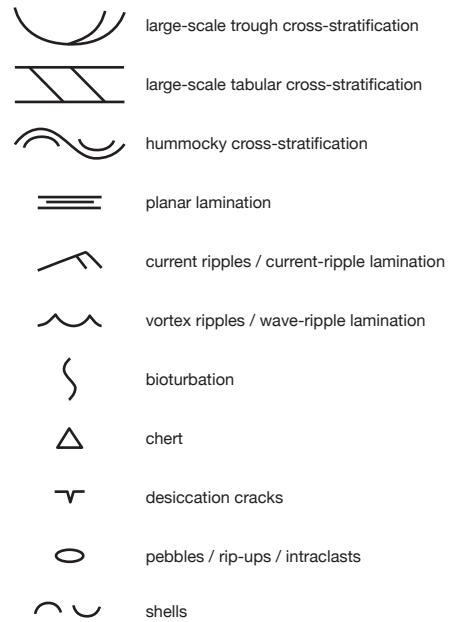 large-scale trough cross-stratification
large-scale tabular cross-stratification
hummocky cross-stratification
planar lamination
current ripples / current-ripple lamination
vortex ripples / wave-ripple lamination
bioturbation
chert
desiccation cracks
pebbles / rip-ups / intraclasts
shells